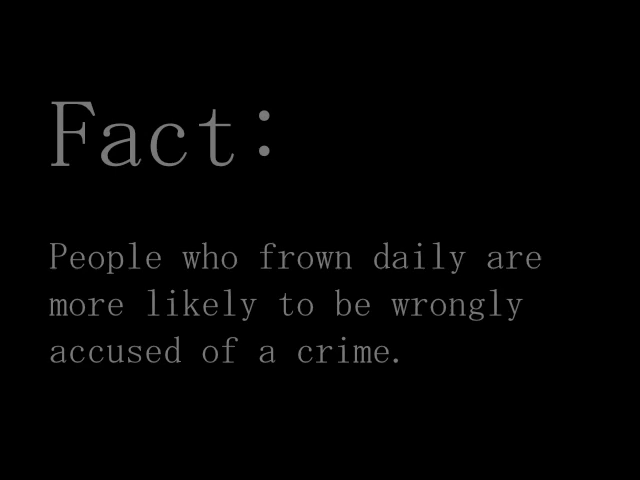 Fact:
People who frown daily are
more likely to be wrongly
accused of a crime.